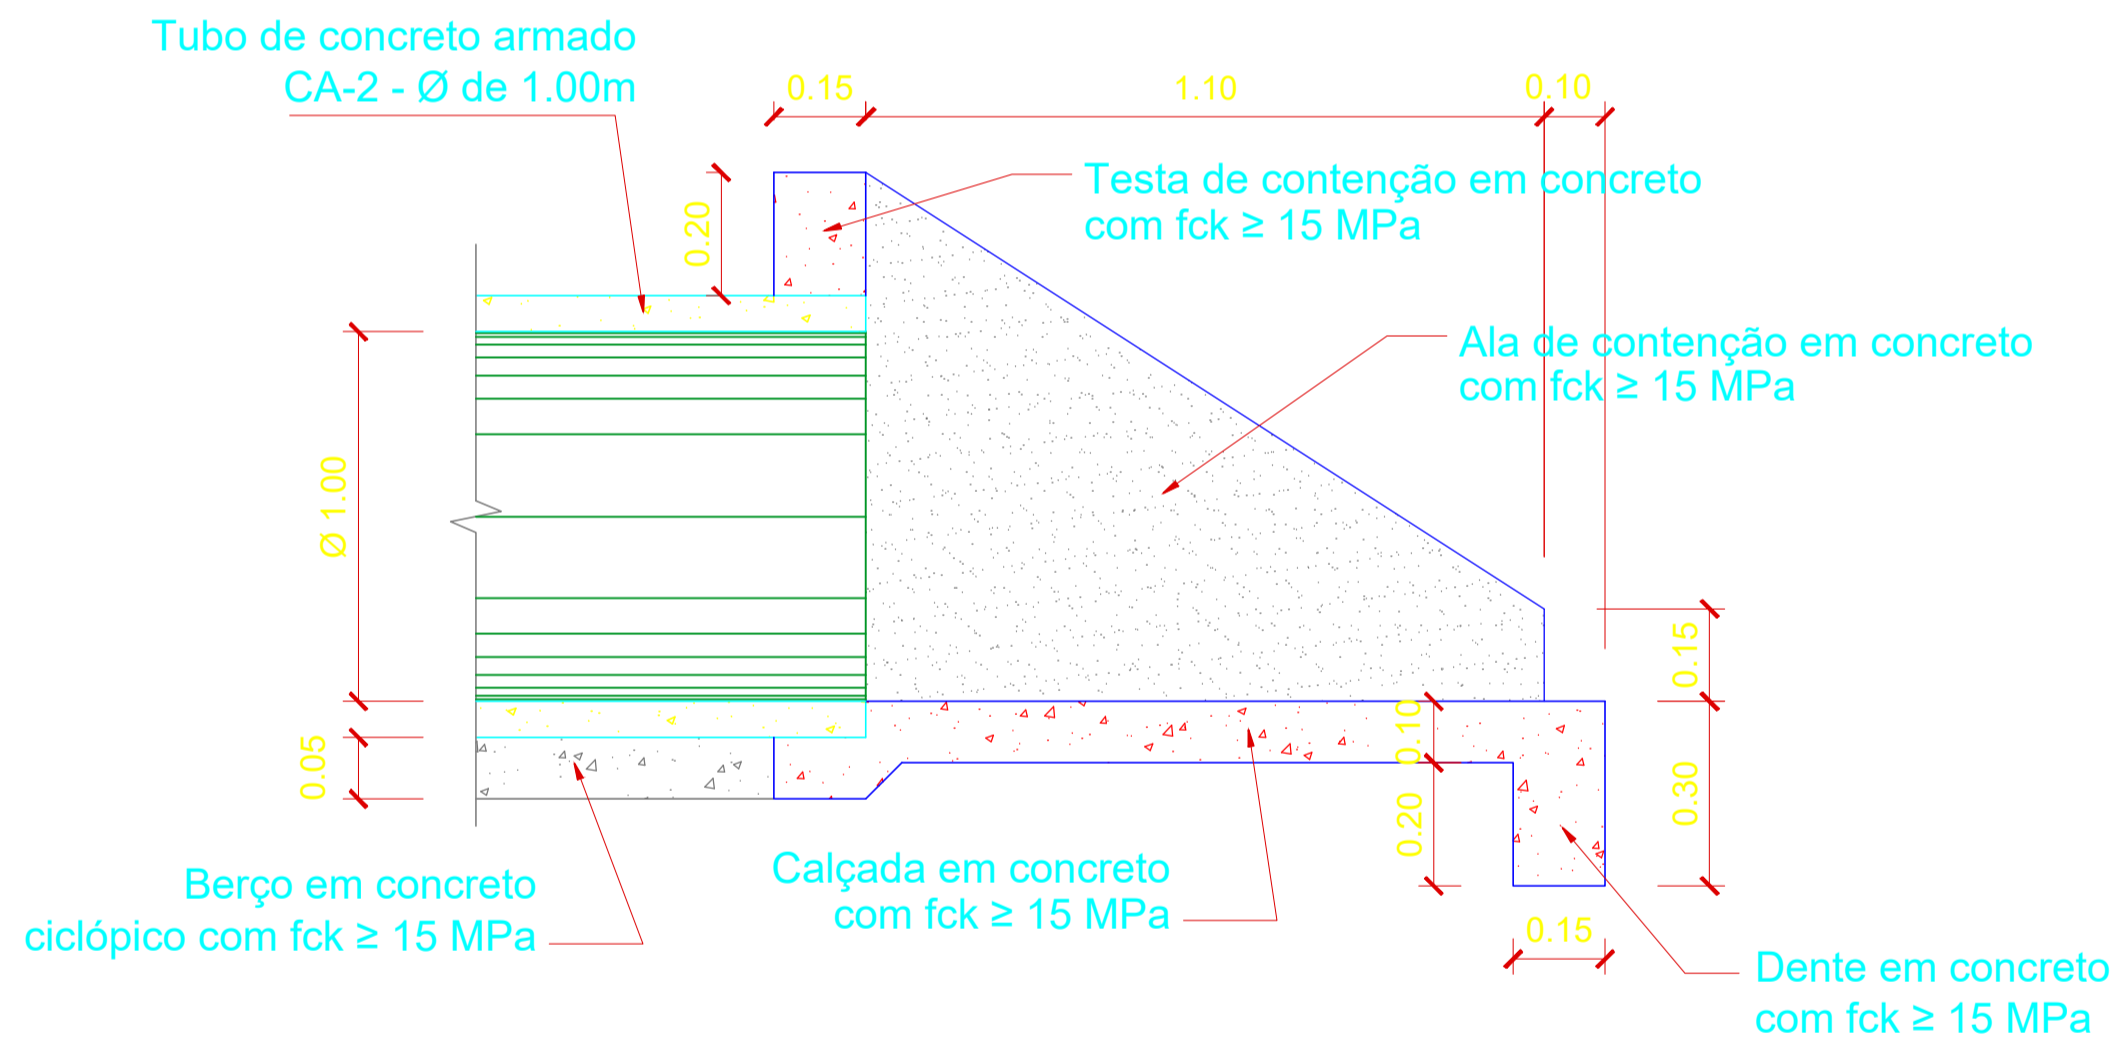 Tubo de concreto armado
CA-2 - Ø de 1.00m
0.15
1.10
0.10
Testa de contenção em concreto
com fck ≥ 15 MPa
0.20
Ala de contenção em concreto
com fck ≥ 15 MPa
Ø 1.00
0.15
0.10
0.05
0.30
0.20
Calçada em concreto
com fck ≥ 15 MPa
Berço em concreto
ciclópico com fck ≥ 15 MPa
0.15
Dente em concreto
com fck ≥ 15 MPa